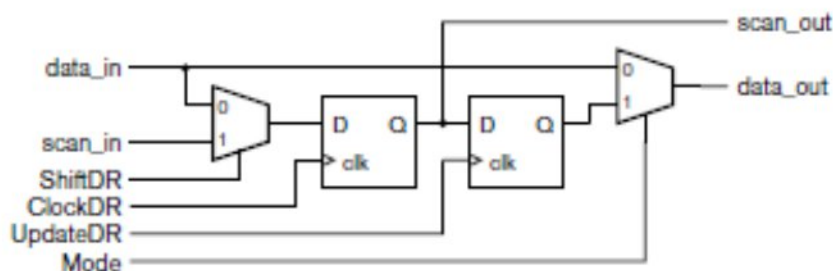 scan_out
data_in
0
data_out
0
D Q
D Q
1
scan_in
1
clk
clk
ShiftDR
ClockDR
UpdateDR
Mode